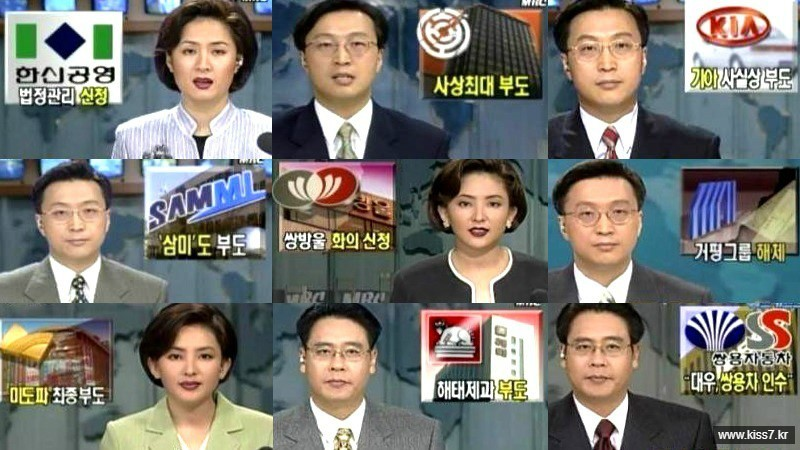 한신공영
법정관리 신청
MBC
사상최대 부도
KIA
기아 사실상 부도
SAMMI
'삼미'도 부도
쌍방울 화의 신청
거평그룹 해체
미도파 최종부도
해태제과 부도
쌍용자동차
"대우, 쌍용차 인수"
www.kiss7.kr